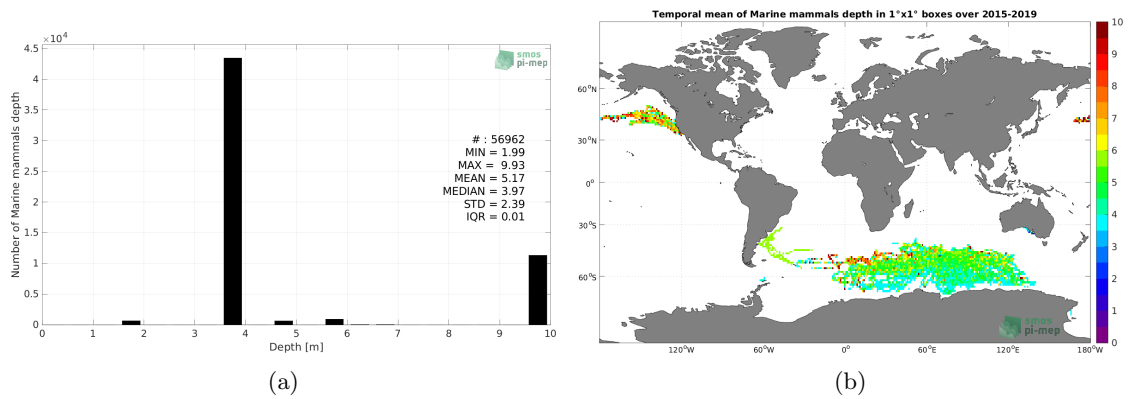 ×10⁴
4.5
4
3.5
3
2.5
2
1.5
1
0.5
0
Number of Marine mammals depth
smos
pi-mep
# : 56962
MIN = 1.99
MAX = 9.93
MEAN = 5.17
MEDIAN = 3.97
STD = 2.39
IQR = 0.01
1 2 3 4 5 6 7 8 9 10
Depth [m]
(a)
Temporal mean of Marine mammals depth in 1°x1° boxes over 2015-2019
60°N
30°N
0°
30°S
60°S
120°W 60°W 0° 60°E 120°E 180°W
smos
pi-mep
10
9
8
7
6
5
4
3
2
1
0
(b)